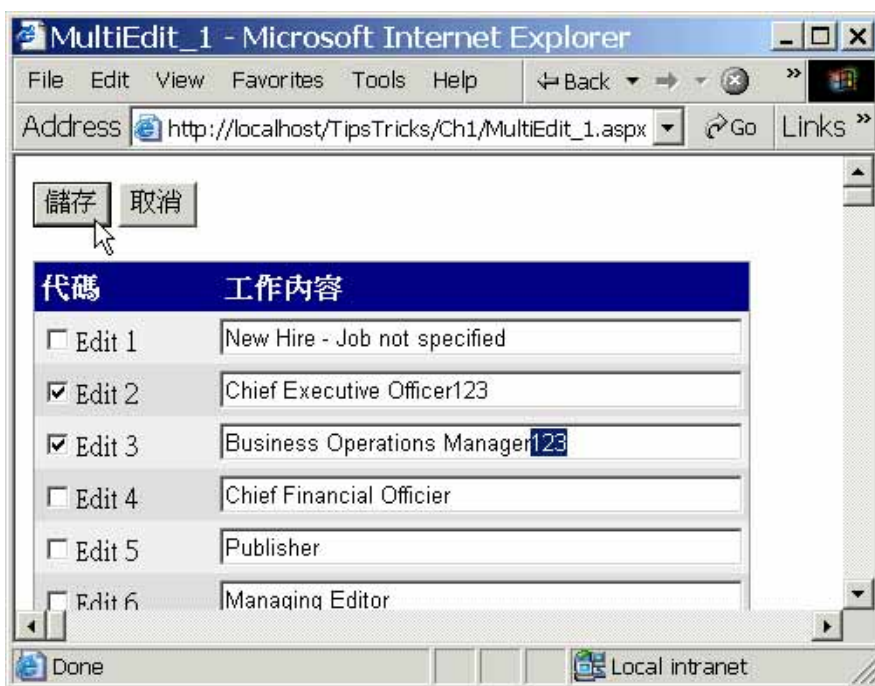 MultiEdit_1 - Microsoft Internet Explorer
File Edit View Favorites Tools Help Back »
Address http://localhost/TipsTricks/Ch1/MultiEdit_1.aspx Go Links »
儲存 取消
代碼 工作內容
Edit 1 New Hire - Job not specified
Edit 2 Chief Executive Officer123
Edit 3 Business Operations Manager123
Edit 4 Chief Financial Officier
Edit 5 Publisher
Edit 6 Managing Editor
Done Local intranet